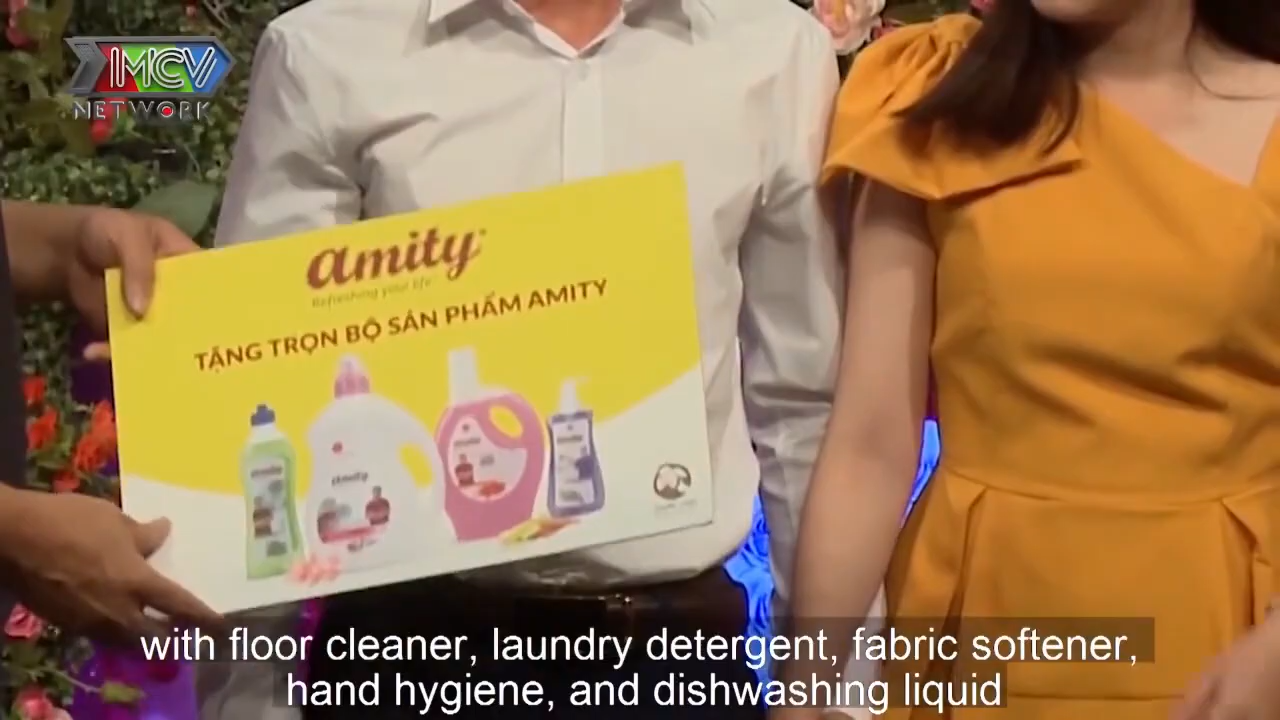 MCV
NETWORK
amity
Refreshing your life
TẶNG TRỌN BỘ SẢN PHẨM AMITY
amity
with floor cleaner, laundry detergent, fabric softener,
hand hygiene, and dishwashing liquid